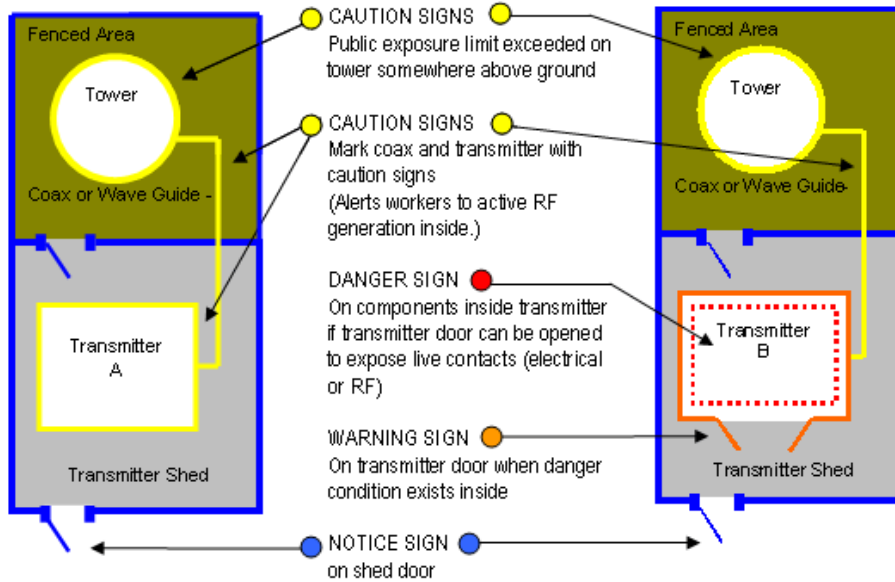 CAUTION SIGNS
Public exposure limit exceeded on
tower somewhere above ground
CAUTION SIGNS
Mark coax and transmitter with
caution signs
(Alerts workers to active RF
generation inside.)
DANGER SIGN
On components inside transmitter
if transmitter door can be opened
to expose live contacts (electrical
or RF)
WARNING SIGN
On transmitter door when danger
condition exists inside
NOTICE SIGN
on shed door
Fenced Area
Tower
Coax or Wave Guide -
Transmitter
A
Transmitter Shed
Fenced Area
Tower
Coax or Wave Guide-
Transmitter
B
Transmitter Shed